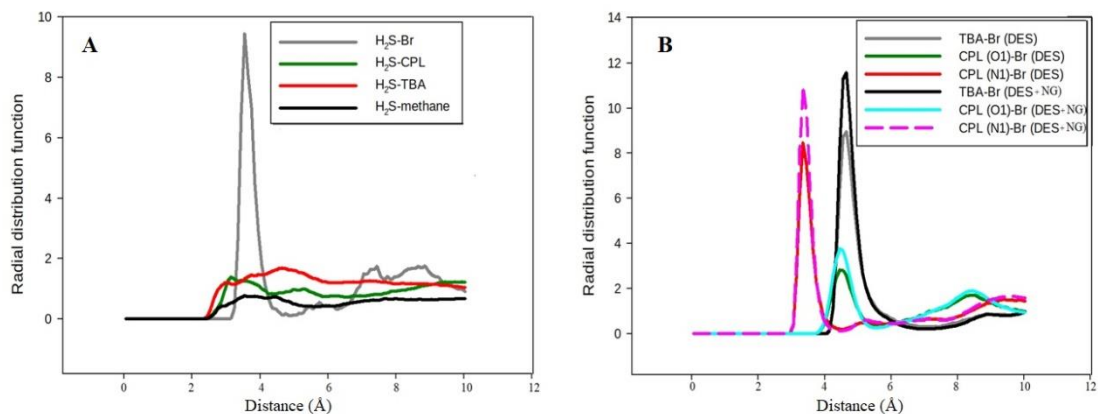 A
H₂S-Br
H₂S-CPL
H₂S-TBA
H₂S-methane
Radial distribution function
10
8
6
4
2
0
0 2 4 6 8 10 12
Distance (Å)
B
TBA-Br (DES)
CPL (O1)-Br (DES)
CPL (N1)-Br (DES)
TBA-Br (DES+NG)
CPL (O1)-Br (DES+NG)
CPL (N1)-Br (DES+NG)
Radial distribution function
14
12
10
8
6
4
2
0
0 2 4 6 8 10 12
Distance (Å)